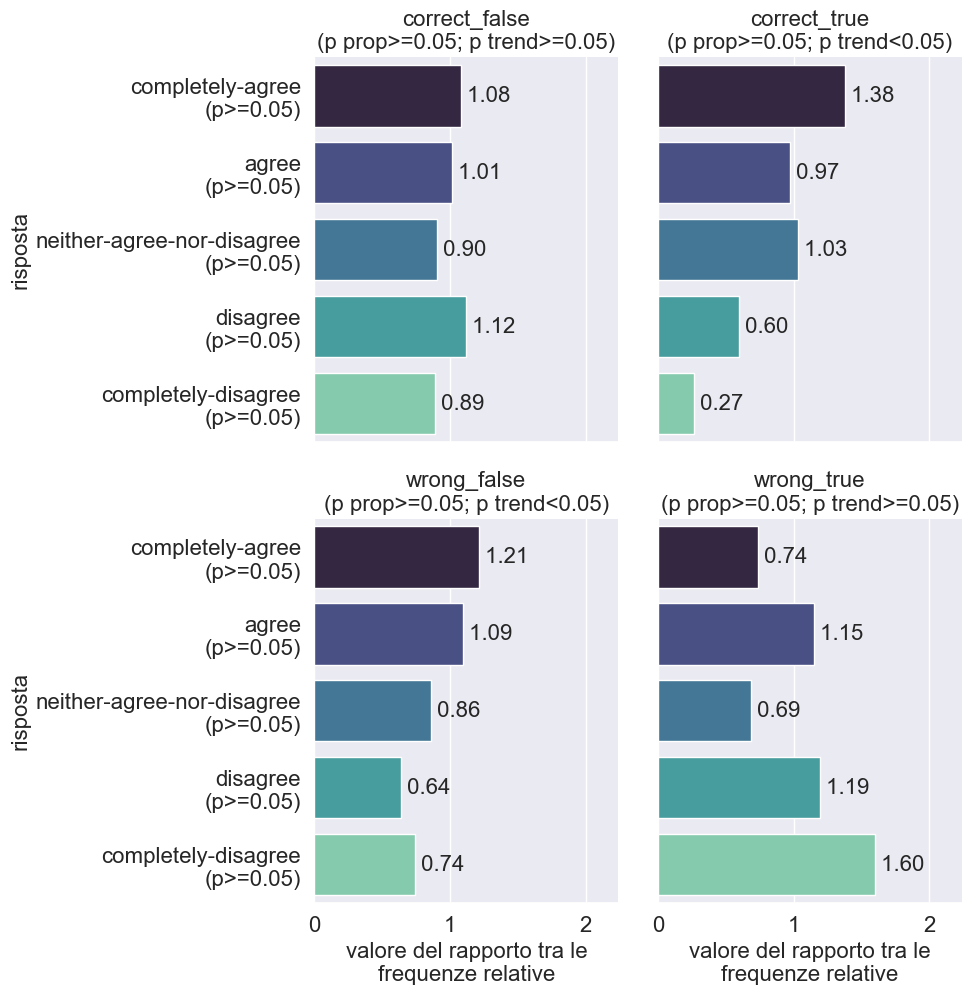 correct_false
(p prop>=0.05; p trend>=0.05)
correct_true
(p prop>=0.05; p trend<0.05)
risposta
completely-agree
(p>=0.05)
1.08
1.38
agree
(p>=0.05)
1.01
0.97
neither-agree-nor-disagree
(p>=0.05)
0.90
1.03
disagree
(p>=0.05)
1.12
0.60
completely-disagree
(p>=0.05)
0.89
0.27
wrong_false
(p prop>=0.05; p trend<0.05)
wrong_true
(p prop>=0.05; p trend>=0.05)
risposta
completely-agree
(p>=0.05)
1.21
0.74
agree
(p>=0.05)
1.09
1.15
neither-agree-nor-disagree
(p>=0.05)
0.86
0.69
disagree
(p>=0.05)
0.64
1.19
completely-disagree
(p>=0.05)
0.74
1.60
0 1 2
0 1 2
valore del rapporto tra le
frequenze relative
valore del rapporto tra le
frequenze relative